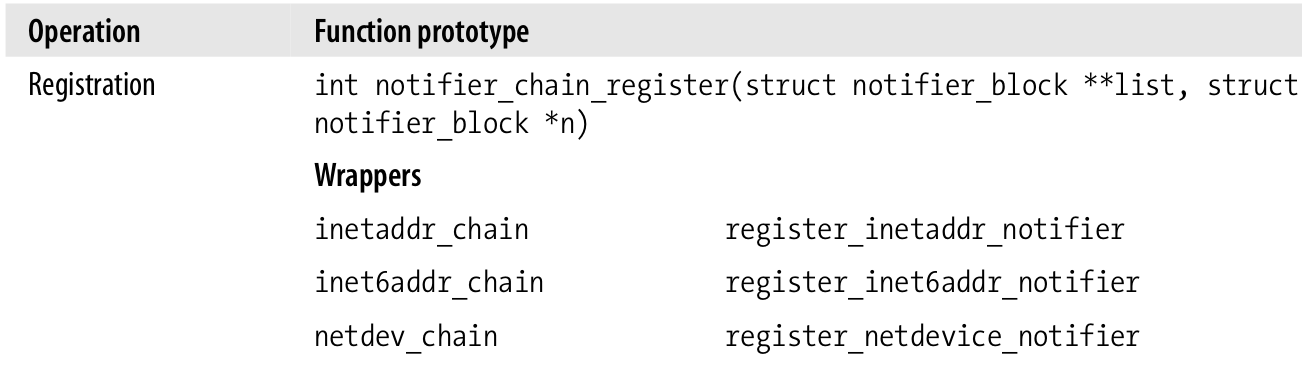 Operation Function prototype
Registration int notifier_chain_register(struct notifier_block **list, struct
notifier_block *n)
Wrappers
inetaddr_chain register_inetaddr_notifier
inet6addr_chain register_inet6addr_notifier
netdev_chain register_netdevice_notifier